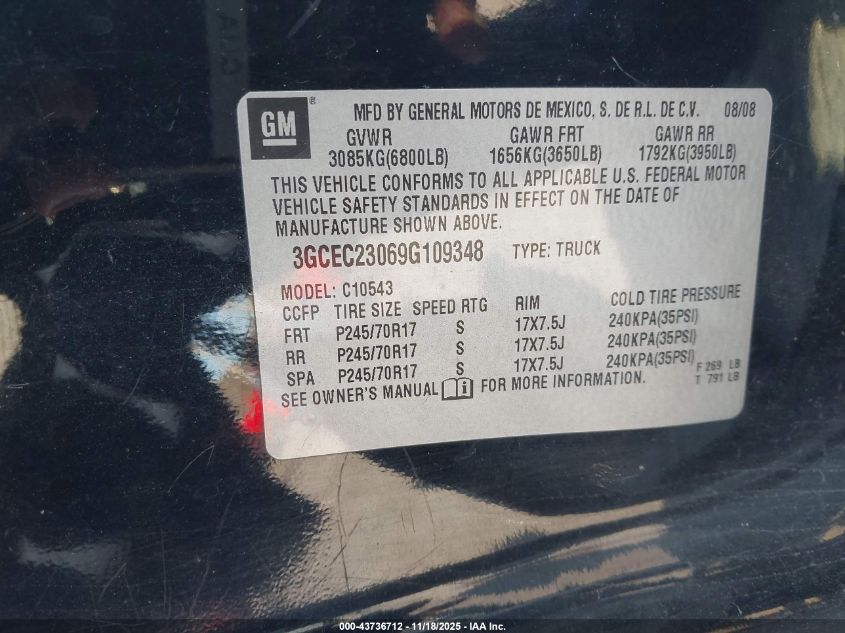 GM ®
MFD BY GENERAL MOTORS DE MEXICO, S. DE R.L. DE C.V. 08/08
GVWR GAWR FRT GAWR RR
3085KG(6800LB) 1656KG(3650LB) 1792KG(3950LB)
THIS VEHICLE CONFORMS TO ALL APPLICABLE U.S. FEDERAL MOTOR
VEHICLE SAFETY STANDARDS IN EFFECT ON THE DATE OF
MANUFACTURE SHOWN ABOVE.
3GCEC23069G109348 TYPE: TRUCK
MODEL: C10543
CCFP TIRE SIZE SPEED RTG RIM COLD TIRE PRESSURE
FRT P245/70R17 S 17X7.5J 240KPA(35PSI)
RR P245/70R17 S 17X7.5J 240KPA(35PSI)
SPA P245/70R17 S 17X7.5J 240KPA(35PSI)
F 269 LB
T 791 LB
SEE OWNER'S MANUAL i FOR MORE INFORMATION.
000-43736712 - 11/18/2025 - IAA Inc.